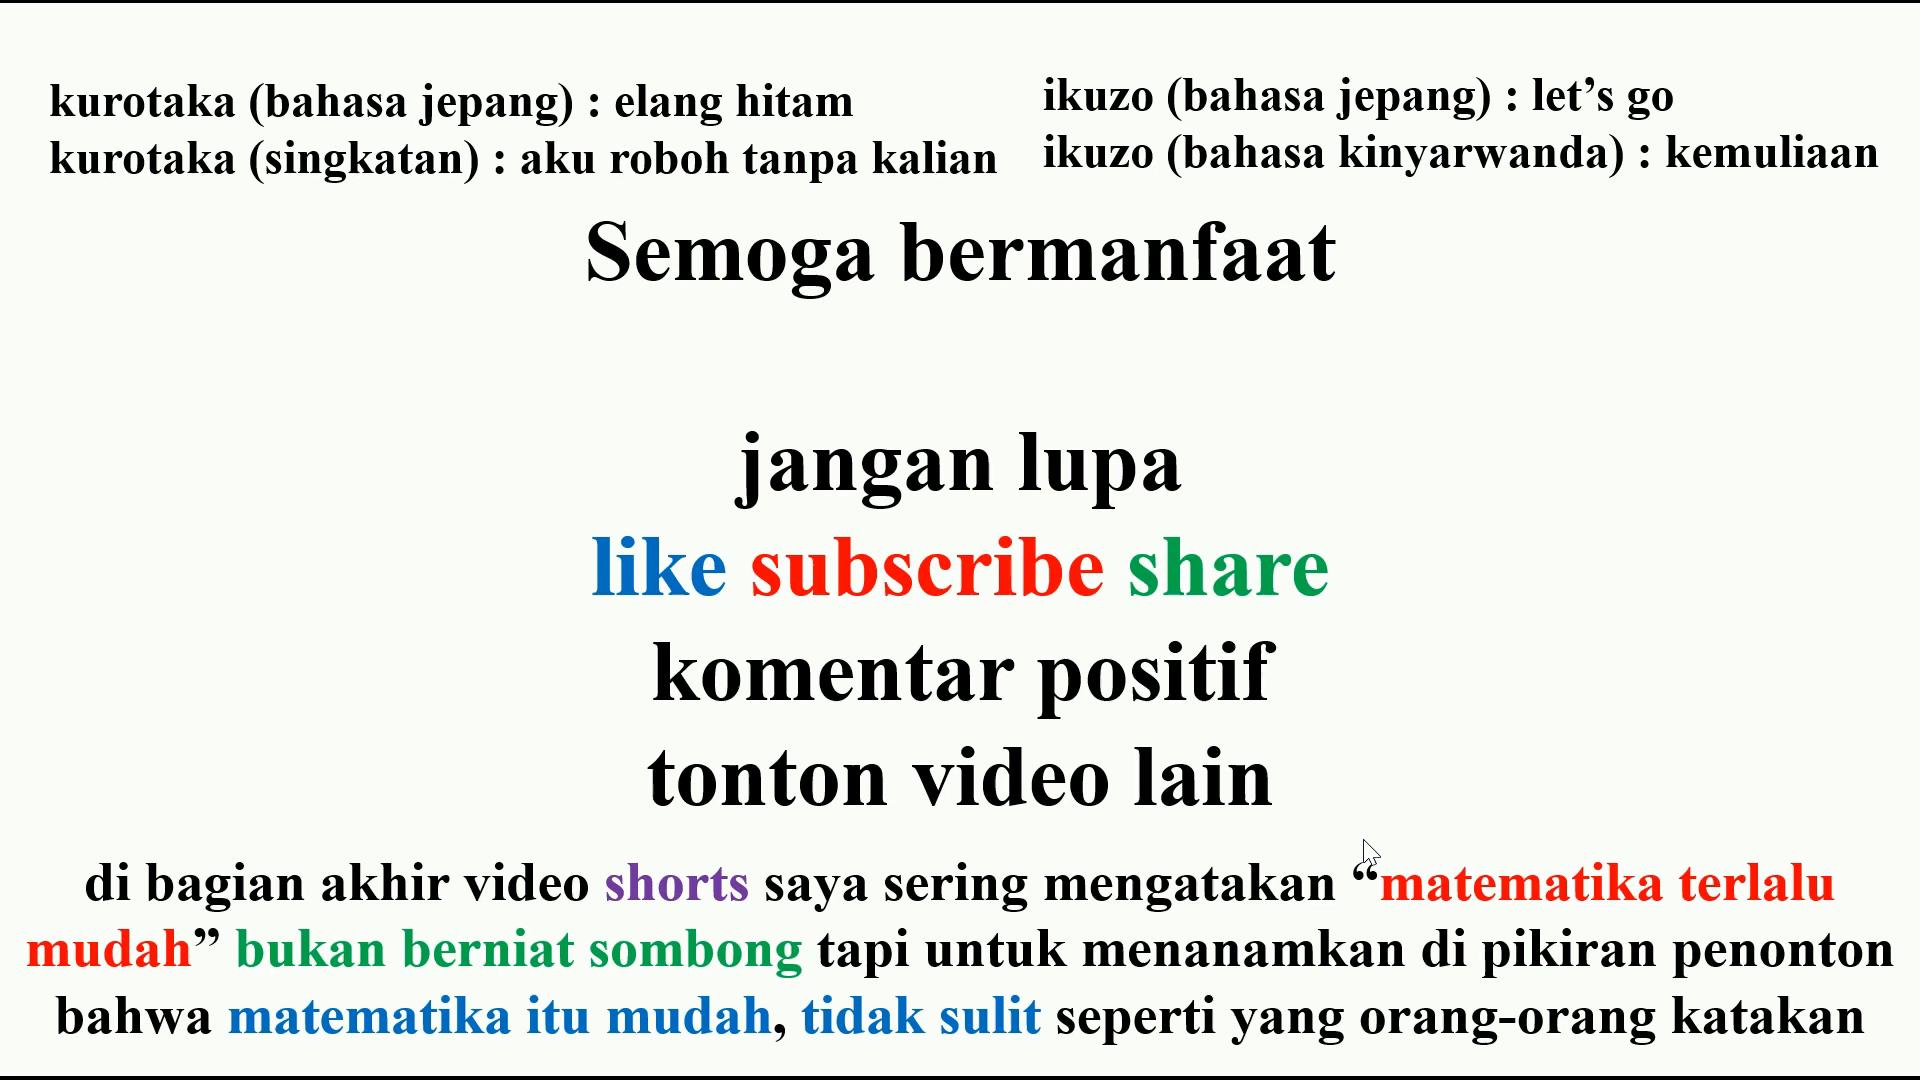 kurotaka (bahasa jepang) : elang hitam
kurotaka (singkatan) : aku roboh tanpa kalian
ikuzo (bahasa jepang) : let’s go
ikuzo (bahasa kinyarwanda) : kemuliaan
Semoga bermanfaat
jangan lupa
like subscribe share
komentar positif
tonton video lain
di bagian akhir video shorts saya sering mengatakan “matematika terlalu
mudah” bukan berniat sombong tapi untuk menanamkan di pikiran penonton
bahwa matematika itu mudah, tidak sulit seperti yang orang-orang katakan